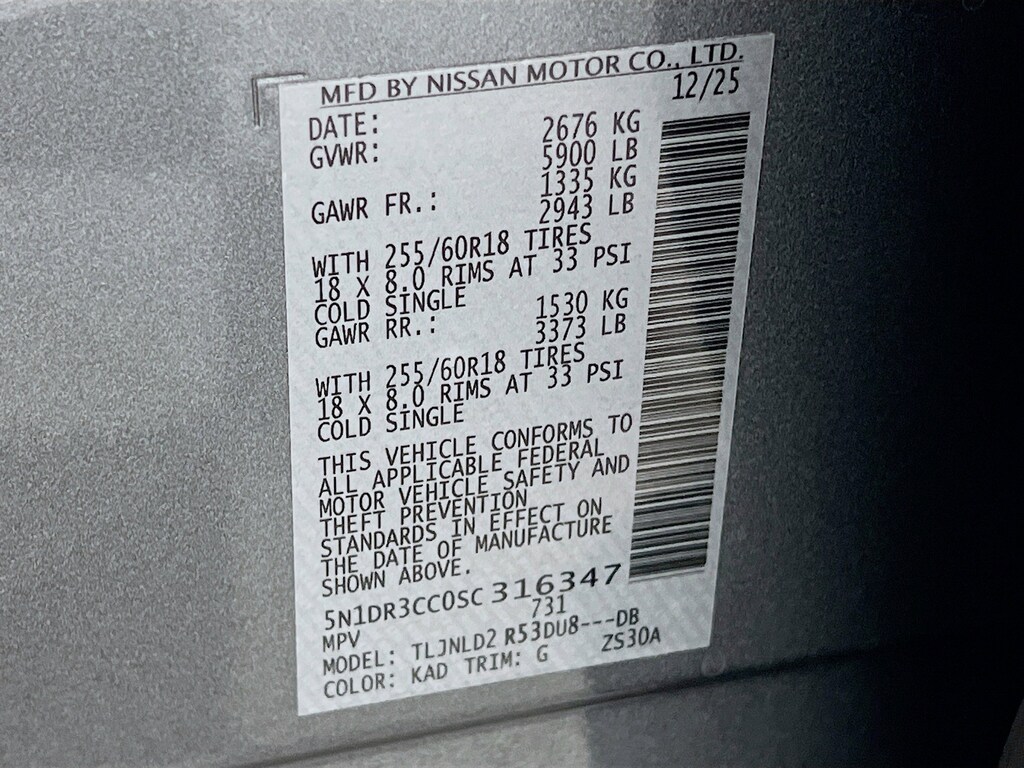 MFD BY NISSAN MOTOR CO., LTD.
DATE: 12/25
GVWR: 2676 KG
5900 LB
GAWR FR.: 1335 KG
2943 LB
WITH 255/60R18 TIRES
18 X 8.0 RIMS AT 33 PSI
COLD SINGLE
GAWR RR.: 1530 KG
3373 LB
WITH 255/60R18 TIRES
18 X 8.0 RIMS AT 33 PSI
COLD SINGLE
THIS VEHICLE CONFORMS TO
ALL APPLICABLE FEDERAL
MOTOR VEHICLE SAFETY AND
THEFT PREVENTION
STANDARDS IN EFFECT ON
THE DATE OF MANUFACTURE
SHOWN ABOVE.
5N1DR3CC0SC 316347
MPV 731
MODEL: TLJNLD2 R53DU8---DB
COLOR: KAD TRIM: G ZS30A